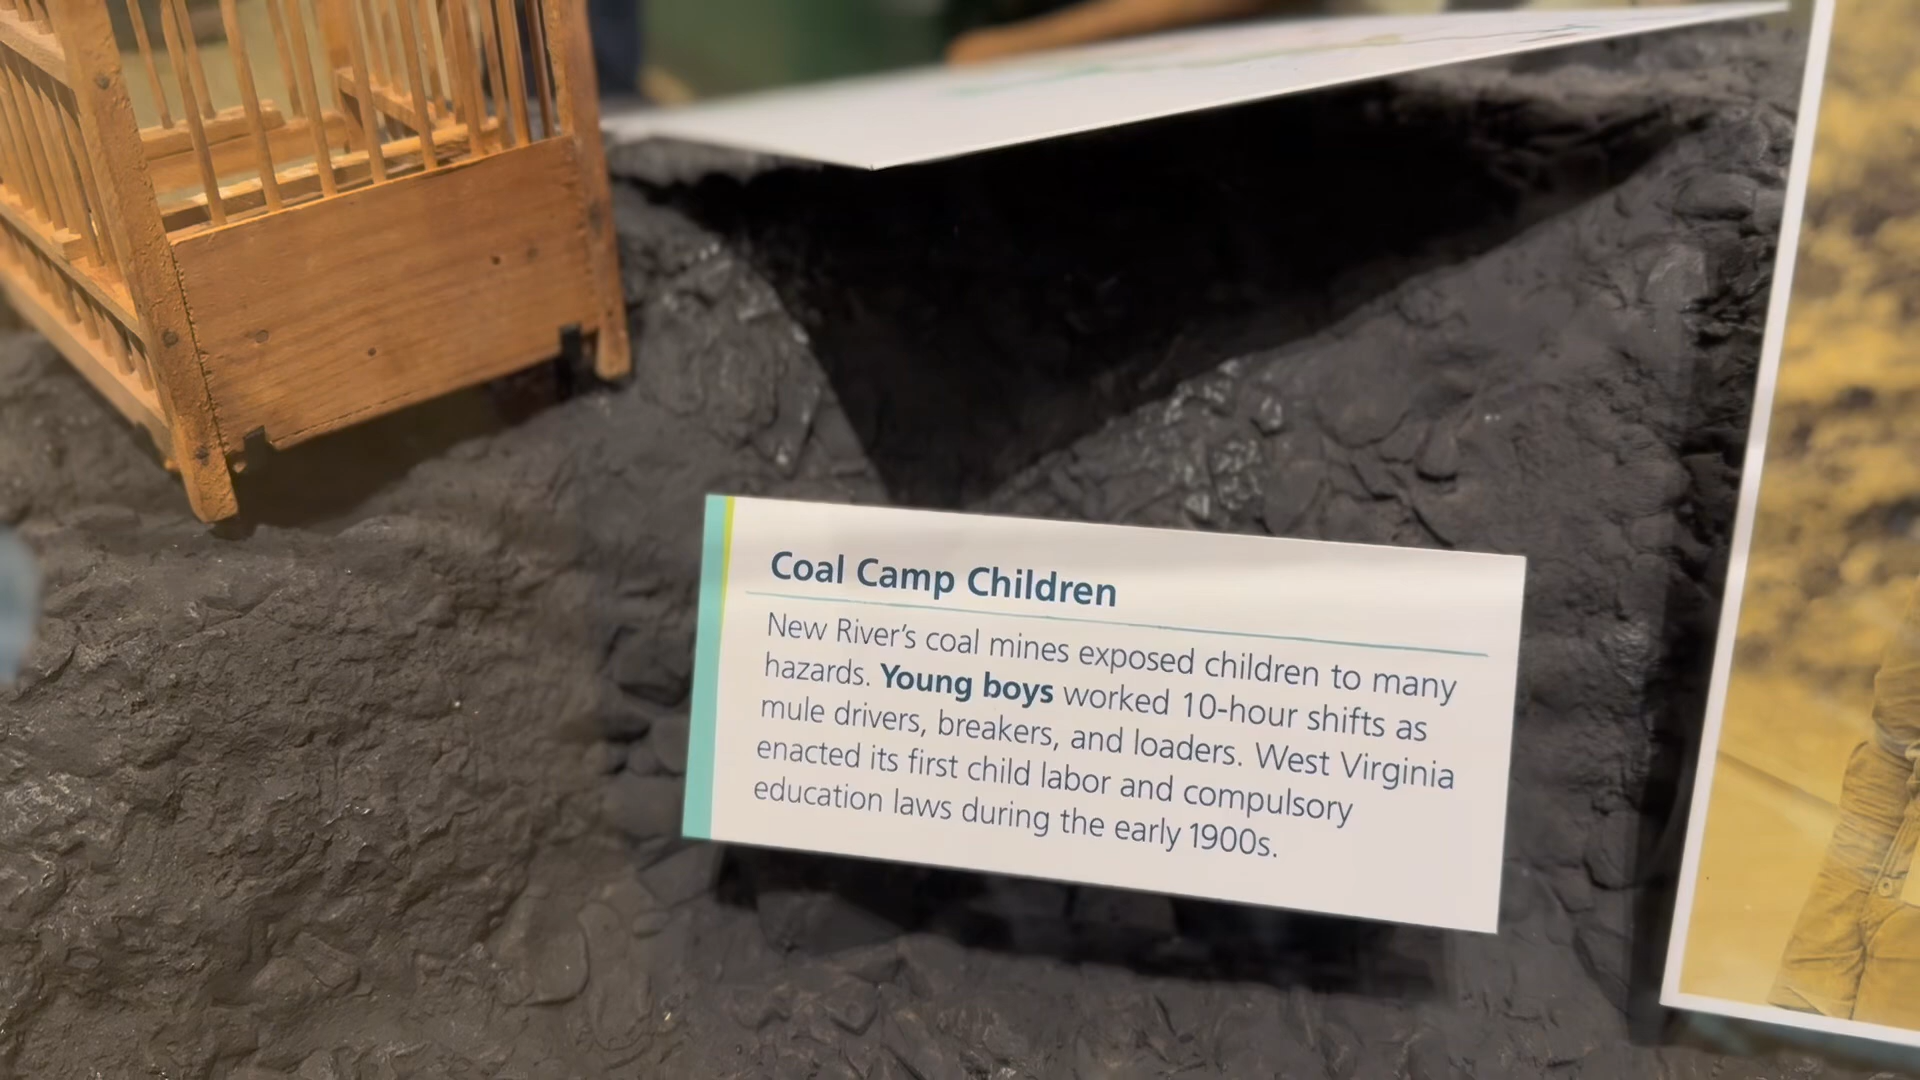 Coal Camp Children
New River's coal mines exposed children to many
hazards. Young boys worked 10-hour shifts as
mule drivers, breakers, and loaders. West Virginia
enacted its first child labor and compulsory
education laws during the early 1900s.